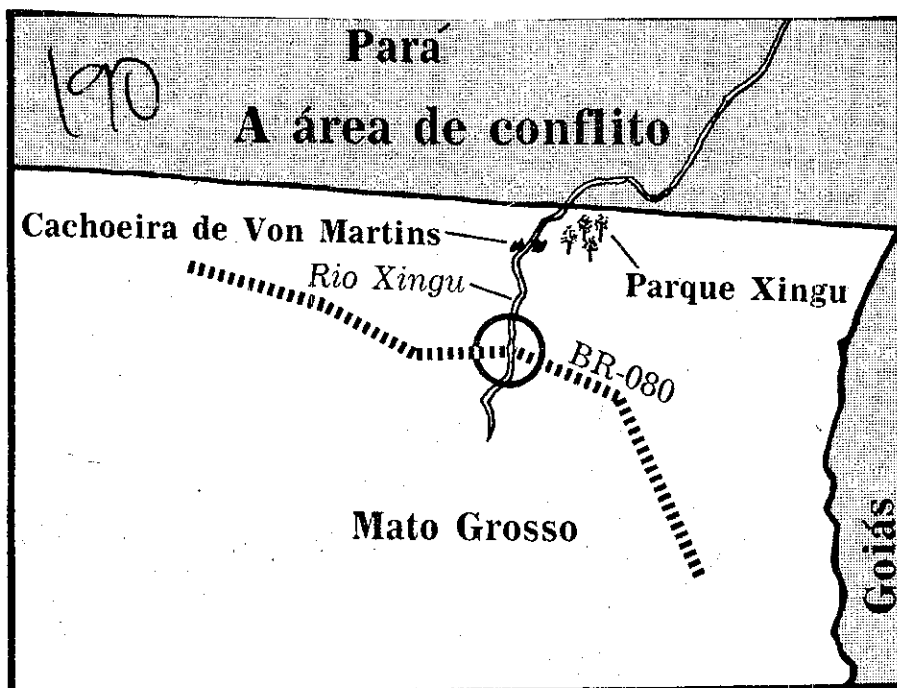 Pará
190
A área de conflito
Cachoeira de Von Martins
Rio Xingu
Parque Xingu
BR-080
Mato Grosso
Goiás